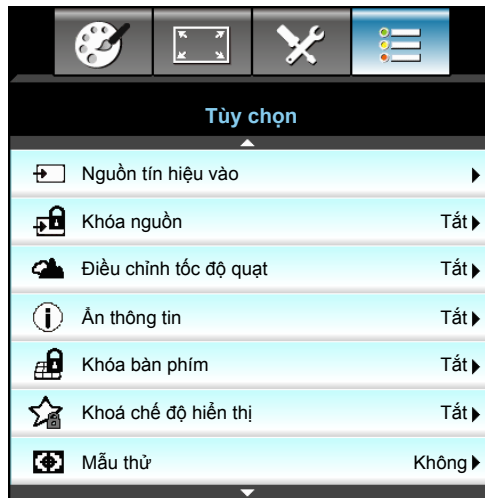 Tùy chọn
Nguồn tín hiệu vào
Khóa nguồn Tắt
Điều chỉnh tốc độ quạt Tắt
Ẩn thông tin Tắt
Khóa bàn phím Tắt
Khoá chế độ hiển thị Tắt
Mẫu thử Không